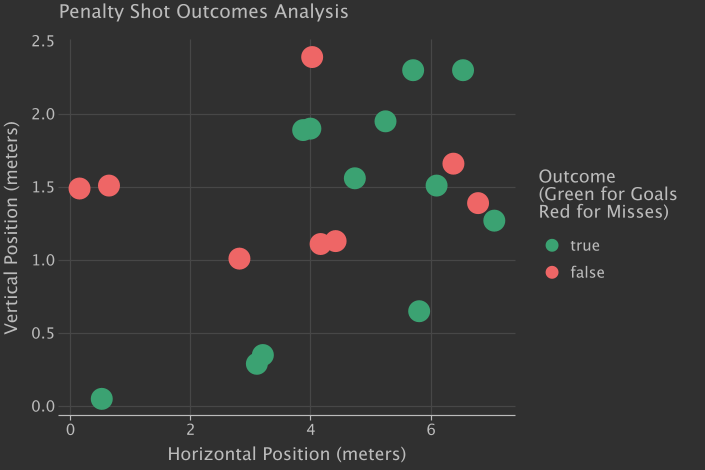 Penalty Shot Outcomes Analysis
2.5
2.0
1.5
1.0
0.5
0.0
Vertical Position (meters)
0
2
4
6
Horizontal Position (meters)
Outcome
(Green for Goals
Red for Misses)
true
false